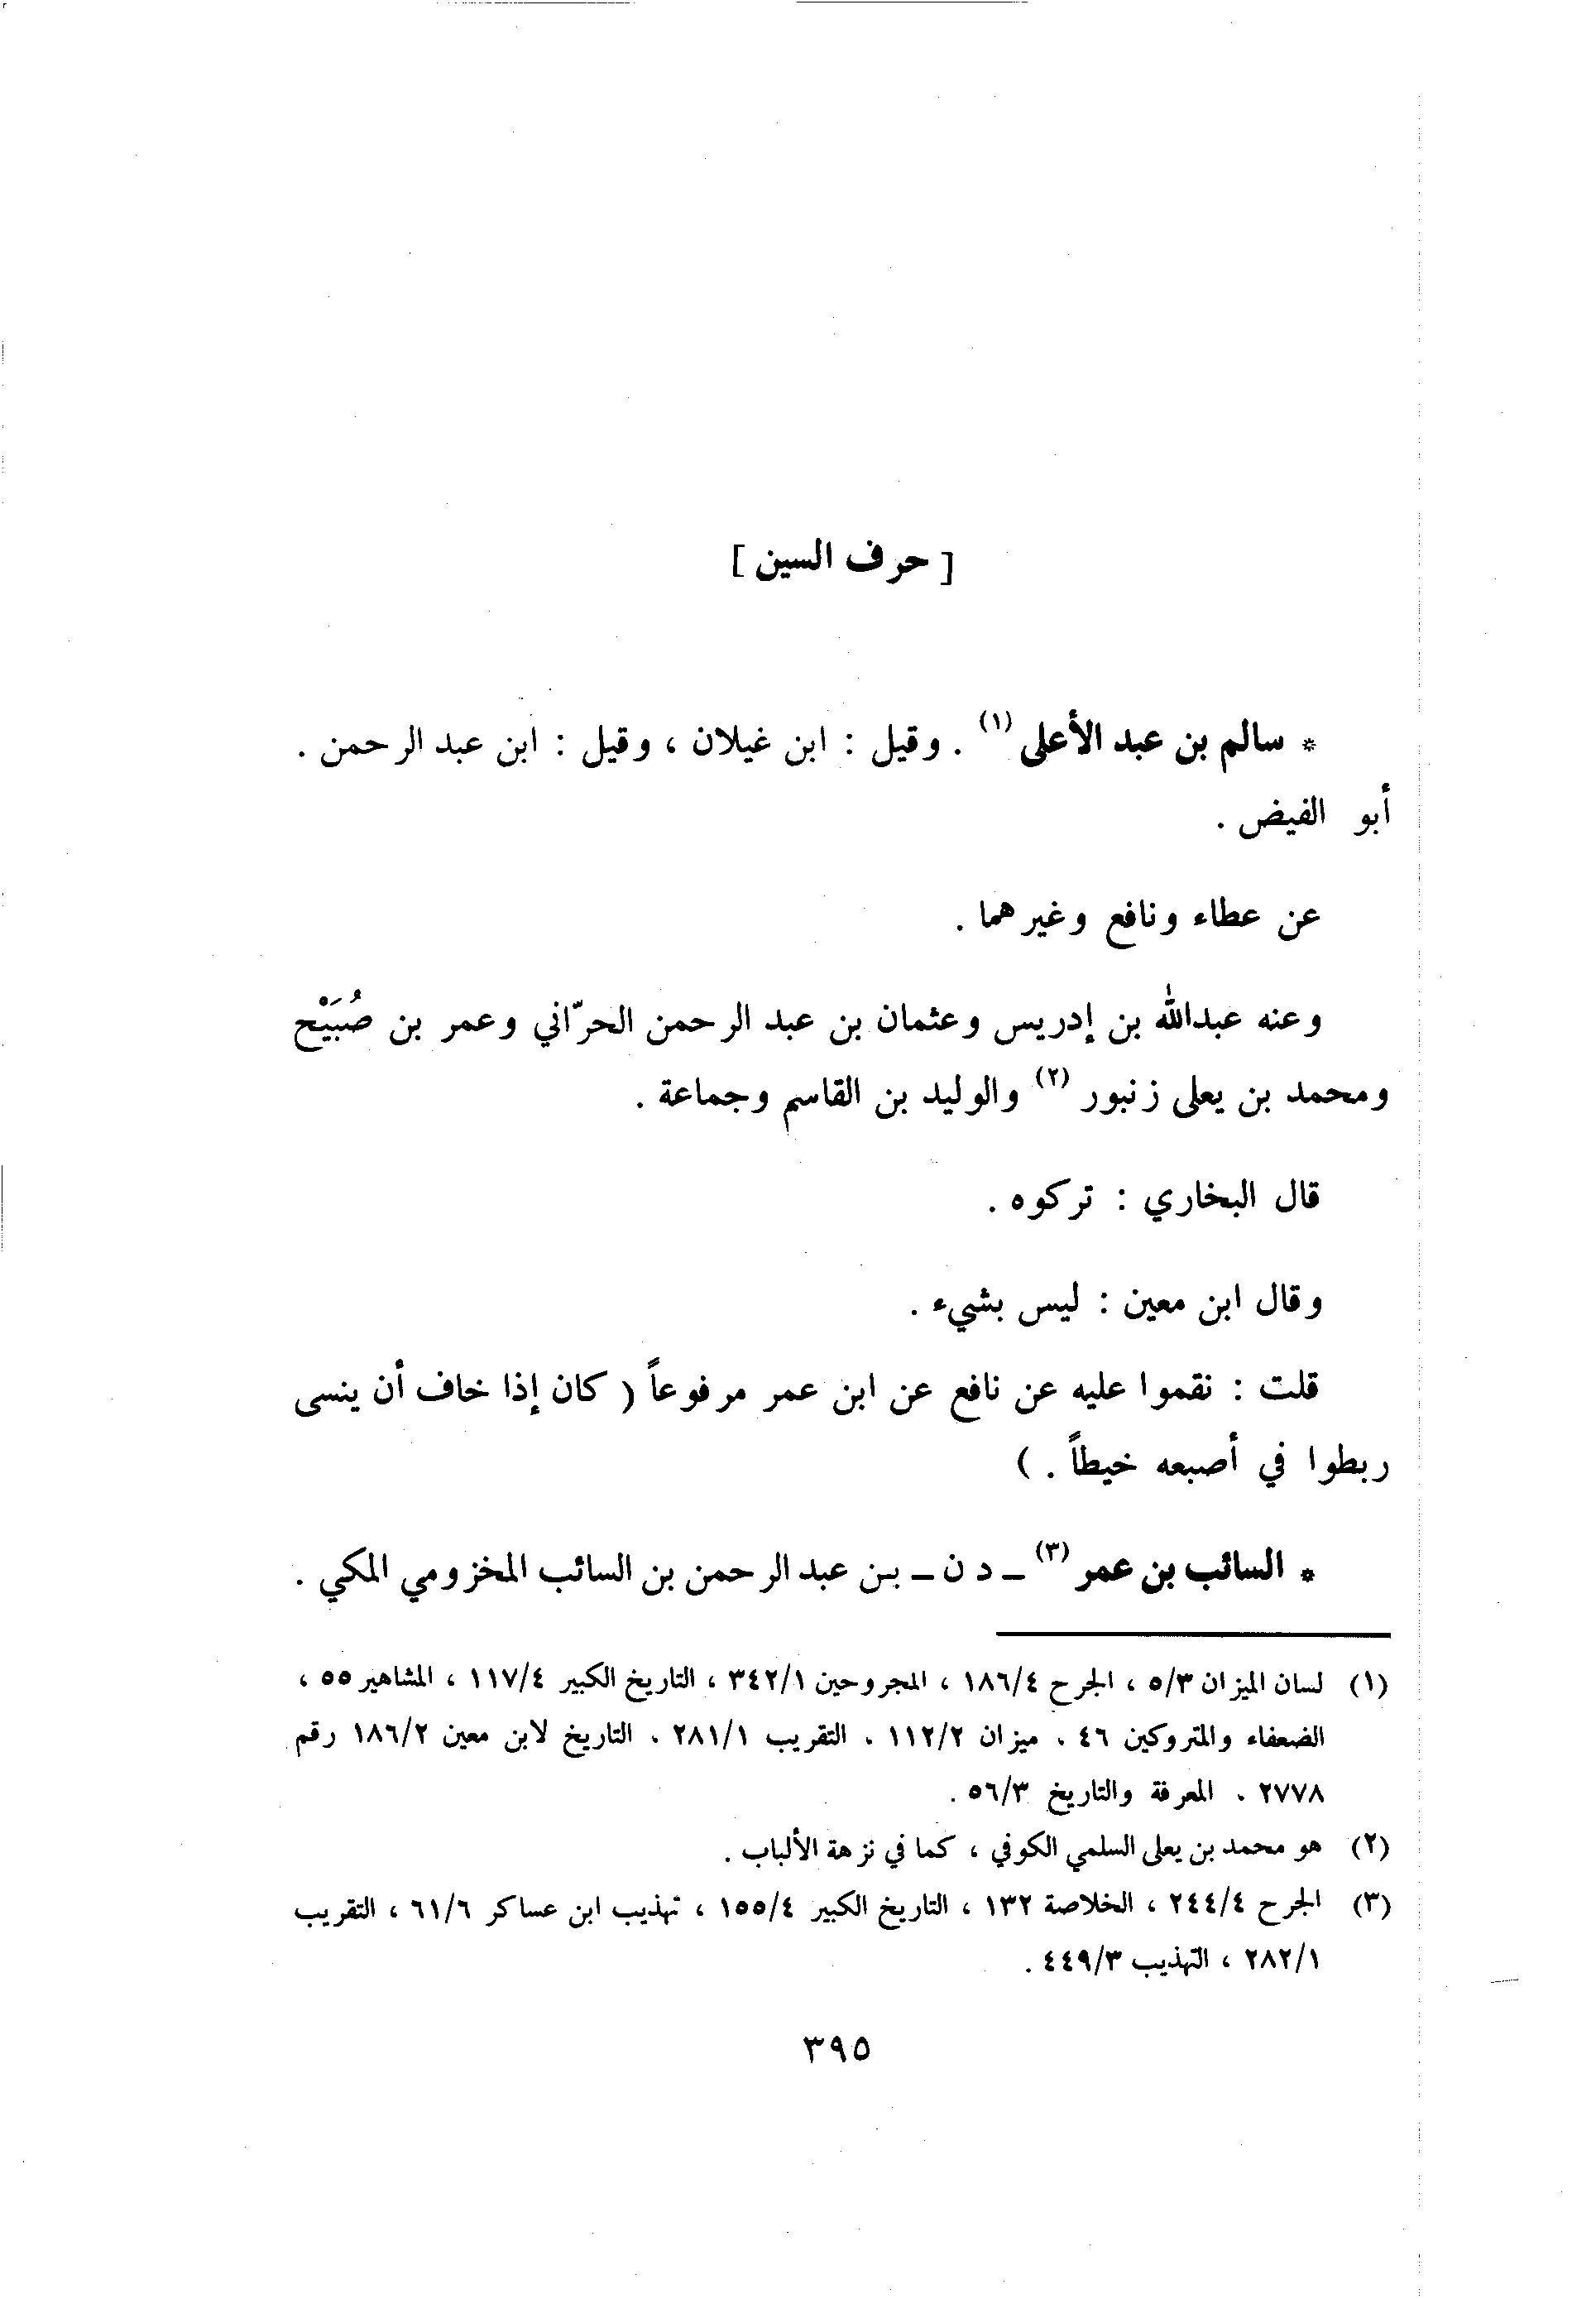 [ حرف السين ]
* سالم بن عبد الأعلى (١) . وقيل : ابن غيلان ، وقيل : ابن عبد الرحمن .
أبو الفيض .
عن عطاء ونافع وغيرهما .
وعنه عبدالله بن إدريس وعثمان بن عبد الرحمن الحرّاني وعمر بن صُبَيْح
ومحمد بن يعلى زنبور (٢) والوليد بن القاسم وجماعة .
قال البخاري : تركوه .
وقال ابن معين : ليس بشيء .
قلت : نقموا عليه عن نافع عن ابن عمر مرفوعاً ( كان إذا خاف أن ينسى
ربطوا في أصبعه خيطاً . )
* السائب بن عمر (٣) ـ د ن ـ بن عبد الرحمن بن السائب المخزومي المكي .
(١) لسان الميزان ٥/٣ ، الجرح ١٨٦/٤ ، المجروحين ٣٤٢/١ ، التاريخ الكبير ١١٧/٤ ، المشاهير ٥٥ ،
الضعفاء والمتروكين ٤٦ . ميزان ١١٢/٢ . التقريب ٢٨١/١ . التاريخ لابن معين ١٨٦/٢ رقم
٢٧٧٨ . المعرفة والتاريخ ٥٦/٣ .
(٢) هو محمد بن يعلى السلمي الكوفي ، كما في نزهة الألباب .
(٣) الجرح ٢٤٤/٤ ، الخلاصة ١٣٢ ، التاريخ الكبير ١٥٥/٤ ، تهذيب ابن عساكر ٦١/٦ ، التقريب
٢٨٢/١ ، التهذيب ٤٤٩/٣ .
٣٩٥